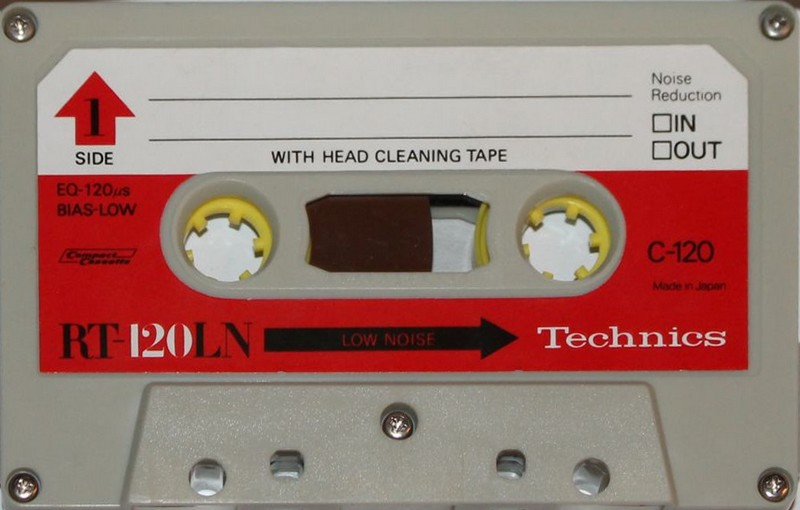 1
SIDE
Noise
Reduction
☐IN
☐OUT
WITH HEAD CLEANING TAPE
EQ-120µs
BIAS-LOW
Compact
Cassette
C-120
Made in Japan
RT-120LN
LOW NOISE
Technics